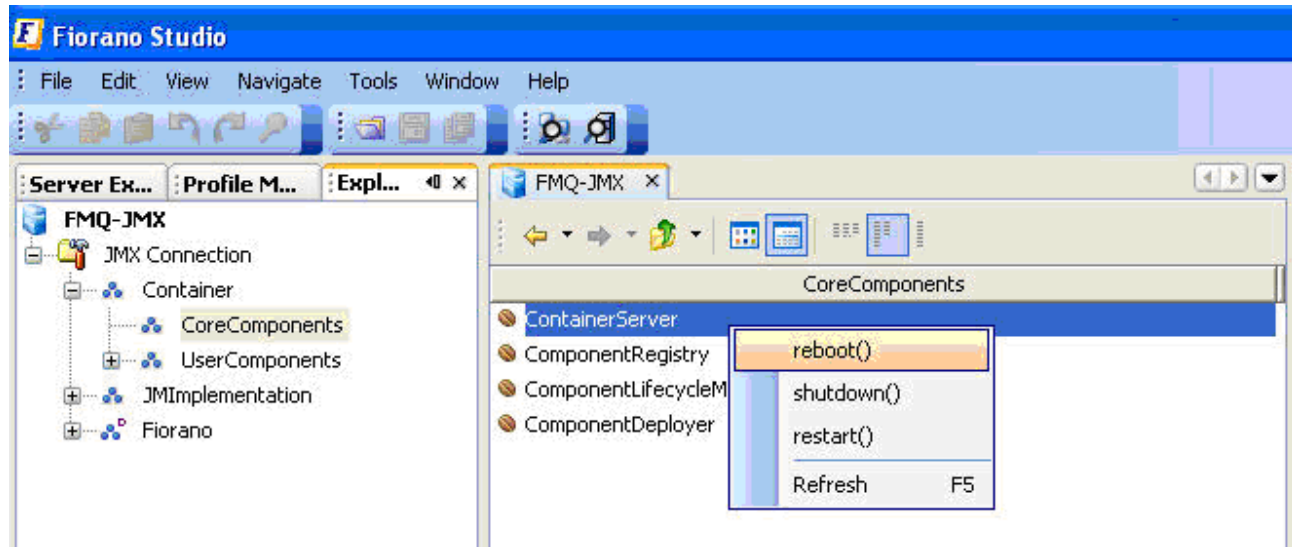 Fiorano Studio
File Edit View Navigate Tools Window Help
Server Ex... Profile M... Expl... FMQ-JMX
FMQ-JMX
JMX Connection
Container
CoreComponents
UserComponents
JMImplementation
Fiorano
CoreComponents
ContainerServer
ComponentRegistry
ComponentLifecycleM
ComponentDeployer
reboot()
shutdown()
restart()
Refresh F5